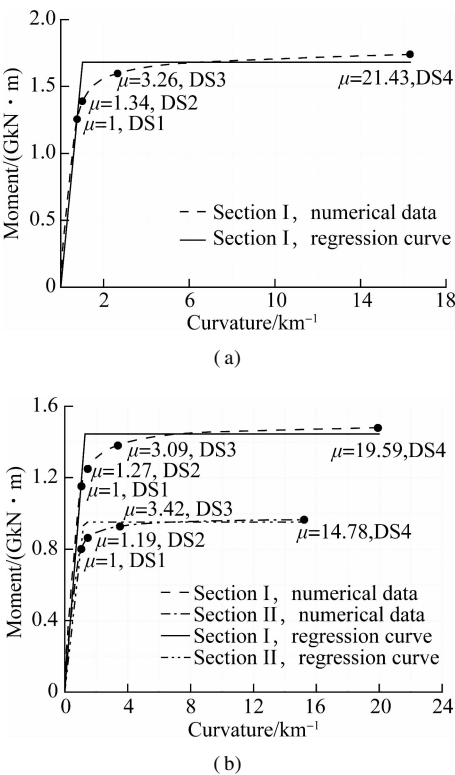 2.0
1.5
1.0
0.5
0
Moment/(GkN · m)
μ=3.26, DS3
μ=1.34, DS2
μ=1, DS1
μ=21.43, DS4
Section I, numerical data
Section I, regression curve
2 6 10 14 18
Curvature/km⁻¹
(a)
1.6
1.2
0.8
0.4
0
Moment/(GkN · m)
μ=3.09, DS3
μ=1.27, DS2
μ=1, DS1
μ=19.59, DS4
μ=3.42, DS3
μ=1.19, DS2
μ=1, DS1
μ=14.78,DS4
Section I, numerical data
Section II, numerical data
Section I, regression curve
Section II, regression curve
0 4 8 12 16 20 24
Curvature/km⁻¹
(b)